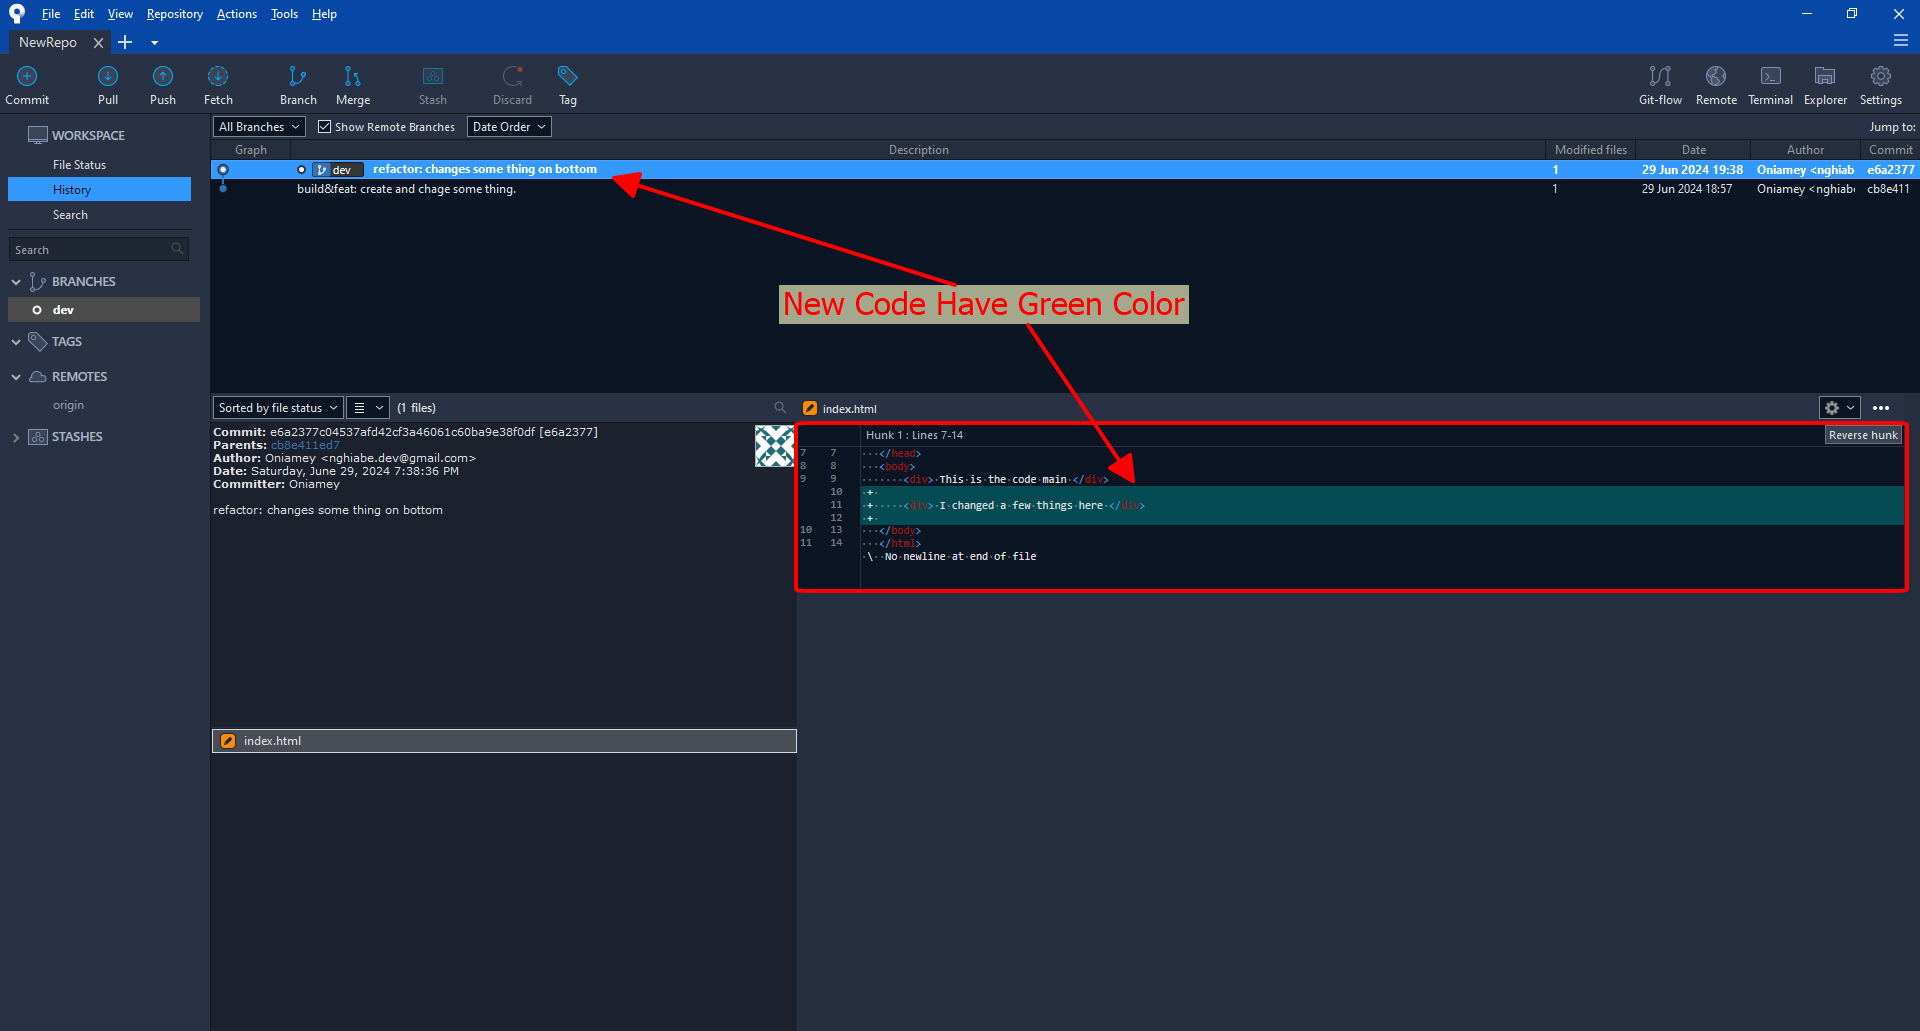 File Edit View Repository Actions Tools Help
NewRepo
Commit Pull Push Fetch Branch Merge Stash Discard Tag Git-flow Remote Terminal Explorer Settings
WORKSPACE
File Status
History
Search
Search
BRANCHES
dev
TAGS
REMOTES
origin
STASHES
All Branches Show Remote Branches Date Order Jump to:
Graph Description Modified files Date Author Commit
dev refactor: changes some thing on bottom 1 29 Jun 2024 19:38 Oniamey <nghiab e6a2377
build&feat: create and chage some thing. 1 29 Jun 2024 18:57 Oniamey <nghiabe cb8e411
New Code Have Green Color
Sorted by file status (1 files)
Commit: e6a2377c04537afd42cf3a46061c60ba9e38f0df [e6a2377]
Parents: cb8e411ed7
Author: Oniamey <nghiabe.dev@gmail.com>
Date: Saturday, June 29, 2024 7:38:36 PM
Committer: Oniamey
refactor: changes some thing on bottom
index.html
index.html
Hunk 1 : Lines 7-14 Reverse hunk
7 7 ···</head>
8 8 ···<body>
9 9 ·······<div>·This·is·the·code·main·</div>
10 +·
11 +·····<div>·I·changed·a·few·things·here·</div>
12 +·
10 13 ···</body>
11 14 ···</html>
\··No·newline·at·end·of·file